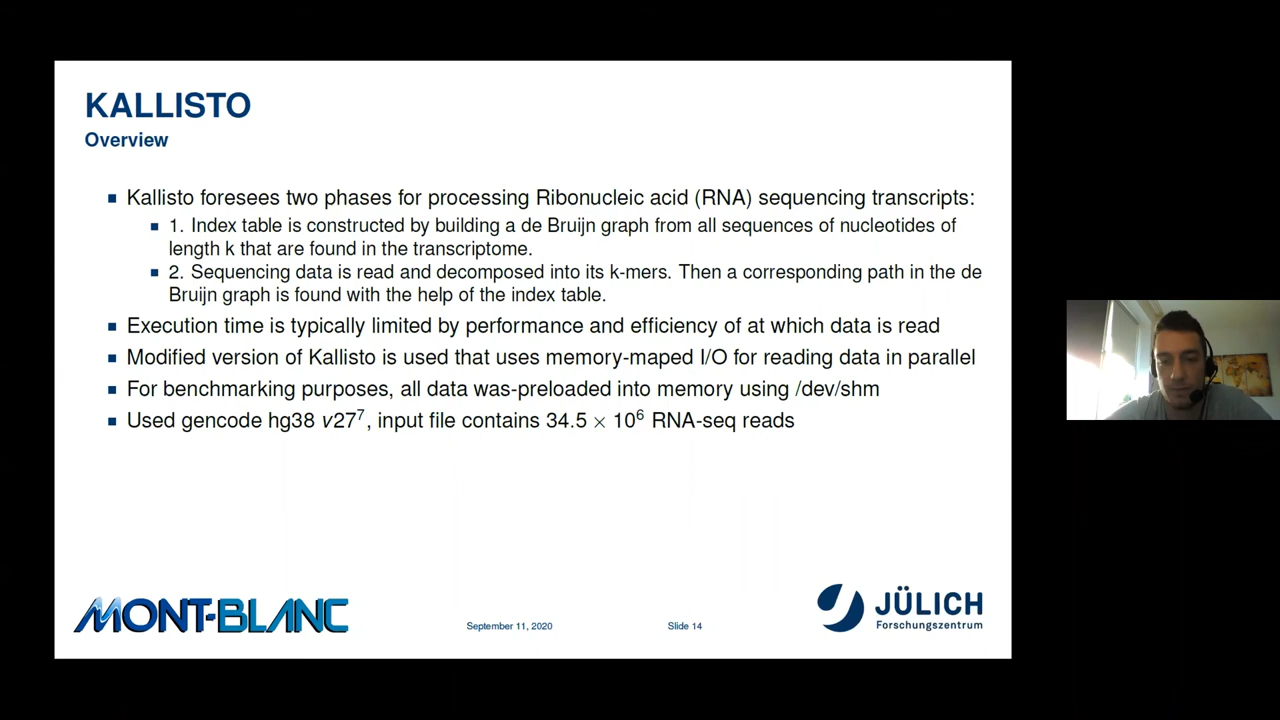 KALLISTO
Overview
Kallisto foresees two phases for processing Ribonucleic acid (RNA) sequencing transcripts:
1. Index table is constructed by building a de Bruijn graph from all sequences of nucleotides of
length k that are found in the transcriptome.
2. Sequencing data is read and decomposed into its k-mers. Then a corresponding path in the de
Bruijn graph is found with the help of the index table.
Execution time is typically limited by performance and efficiency of at which data is read
Modified version of Kallisto is used that uses memory-maped I/O for reading data in parallel
For benchmarking purposes, all data was-preloaded into memory using /dev/shm
Used gencode hg38 v27⁷, input file contains 34.5 × 10⁶ RNA-seq reads
MONT-BLANC
September 11, 2020
Slide 14
JÜLICH
Forschungszentrum